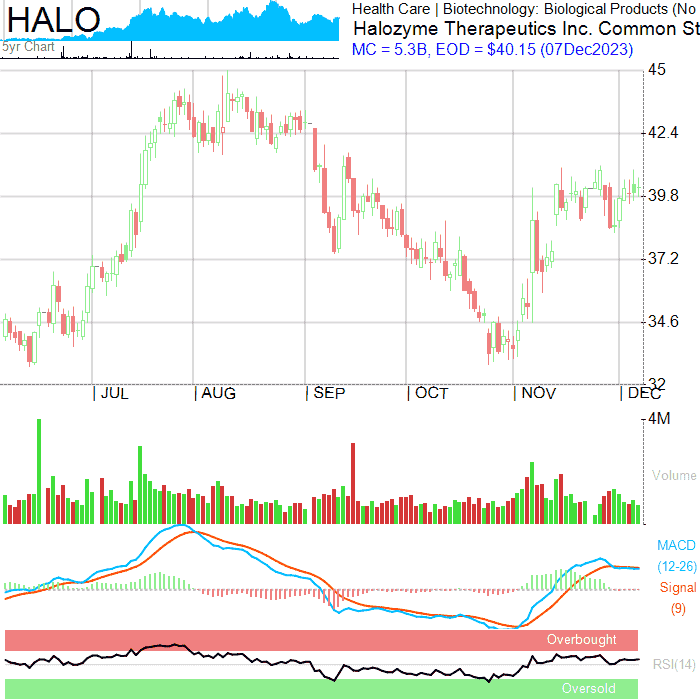 HALO
5yr Chart
Health Care | Biotechnology: Biological Products (No
Halozyme Therapeutics Inc. Common St
MC = 5.3B, EOD = $40.15 (07Dec2023)
45
42.4
39.8
37.2
34.6
32
| JUL | AUG | SEP | OCT | NOV | DEC
4M
Volume
MACD
(12-26)
Signal
(9)
Overbought
RSI(14)
Oversold